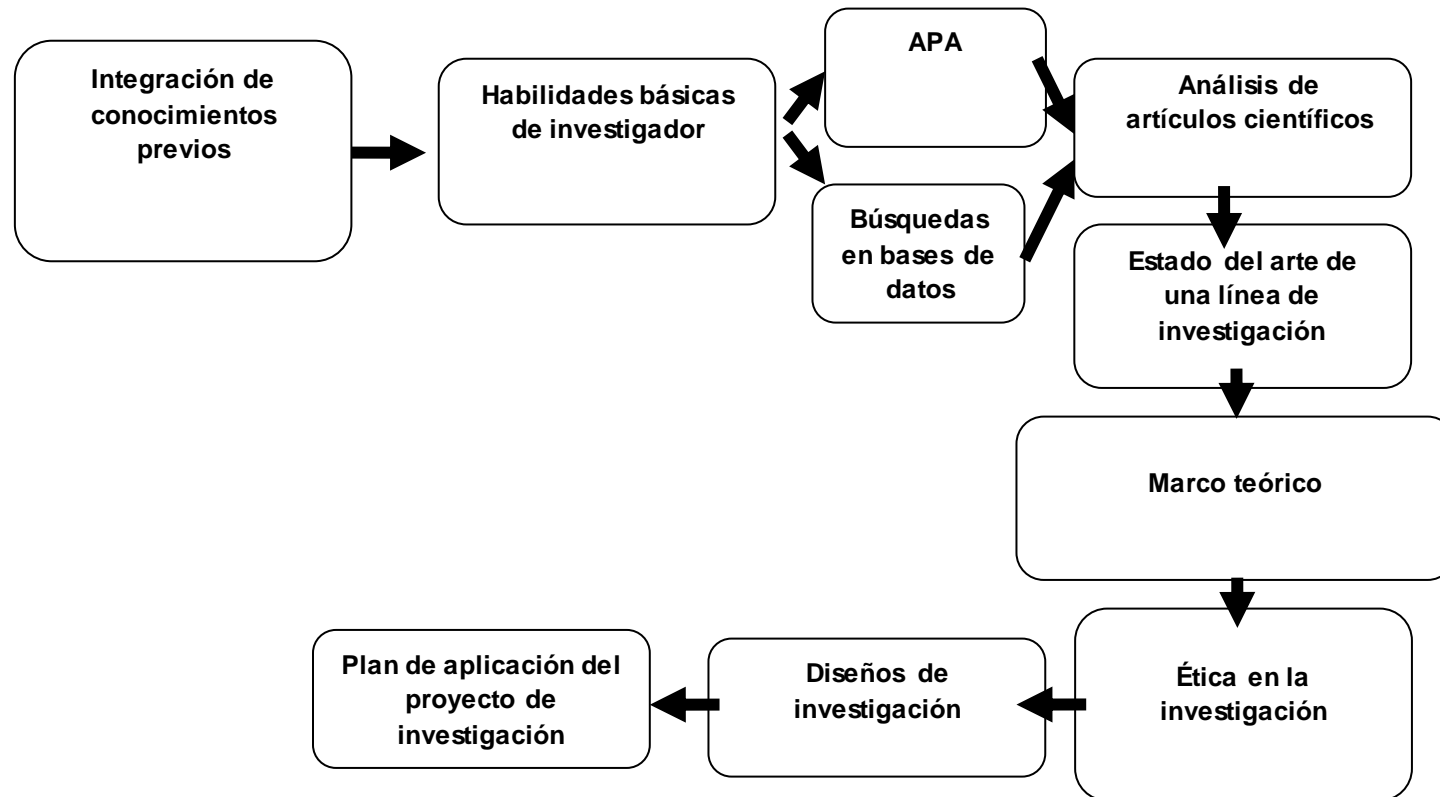 Integración de
conocimientos
previos
Habilidades básicas
de investigador
APA
Búsquedas
en bases de
datos
Análisis de
artículos científicos
Estado del arte de
una línea de
investigación
Marco teórico
Ética en la
investigación
Diseños de
investigación
Plan de aplicación del
proyecto de
investigación